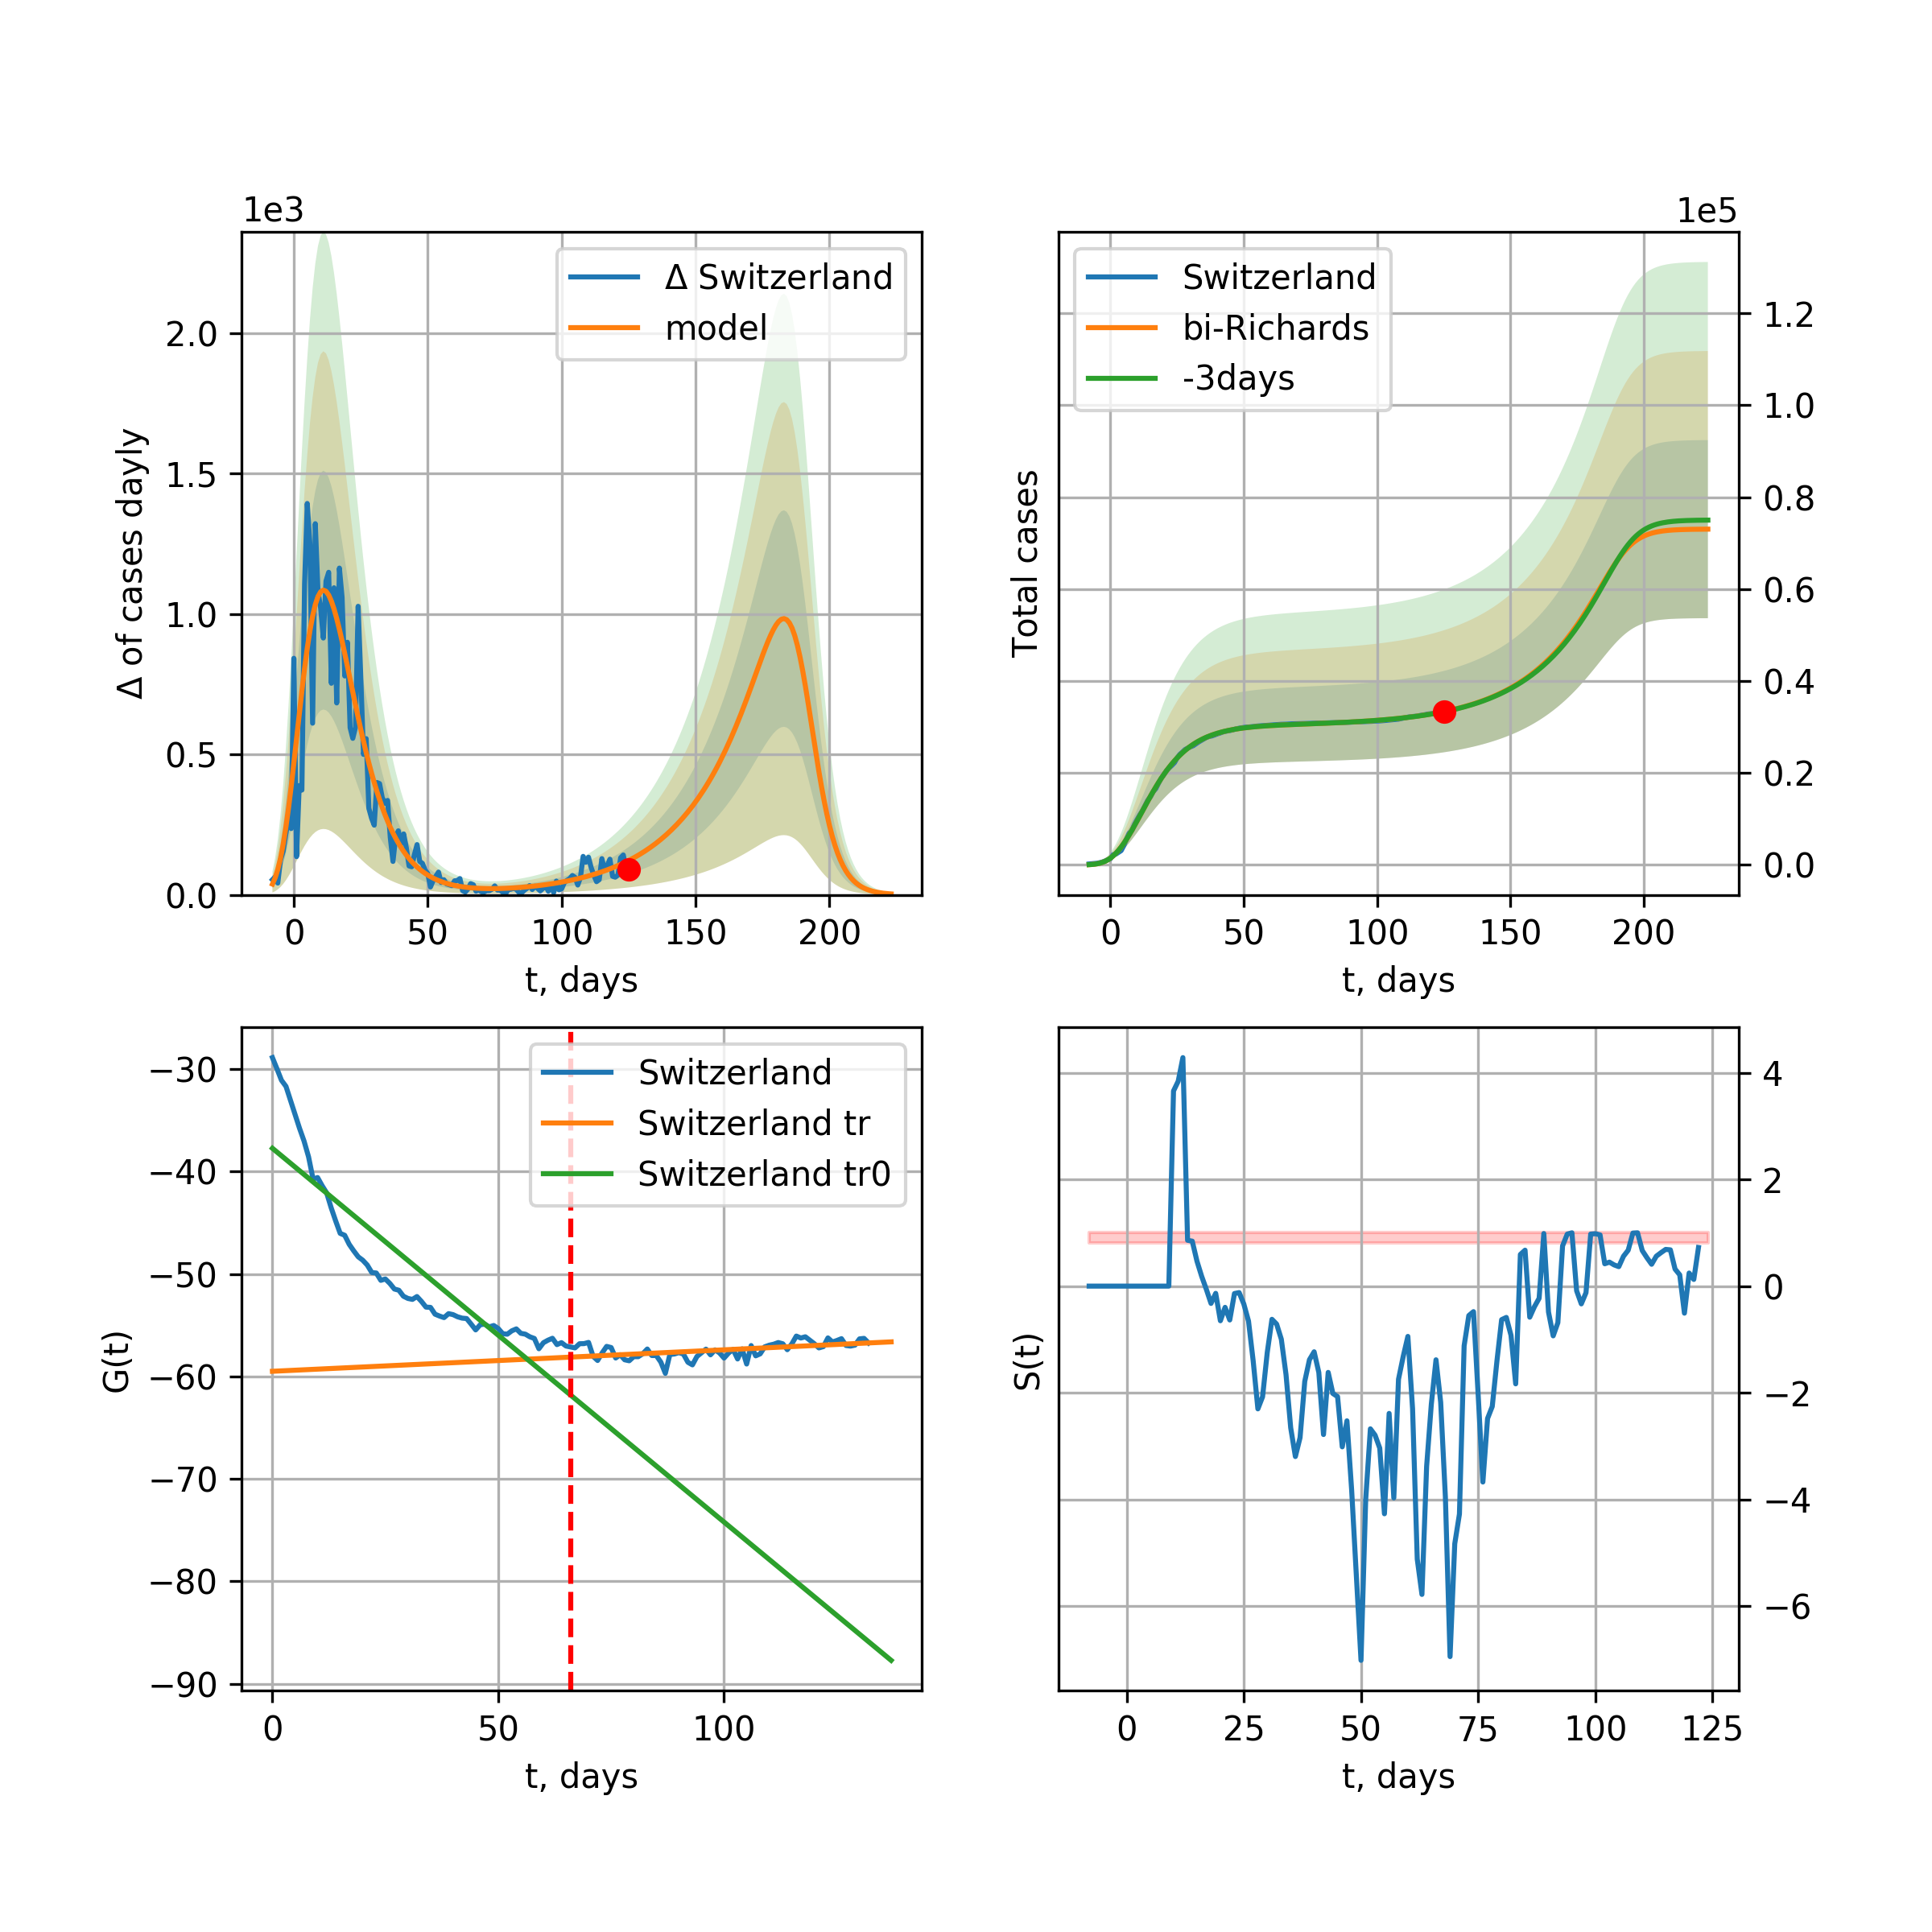 1e3
Δ of cases dayly
2.0
1.5
1.0
0.5
0.0
Δ Switzerland
model
0 50 100 150 200
t, days
1e5
Total cases
Switzerland
bi-Richards
-3days
1.2
1.0
0.8
0.6
0.4
0.2
0.0
0 50 100 150 200
t, days
G(t)
−30
−40
−50
−60
−70
−80
−90
Switzerland
Switzerland tr
Switzerland tr0
0 50 100
t, days
S(t)
4
2
0
−2
−4
−6
0 25 50 75 100 125
t, days